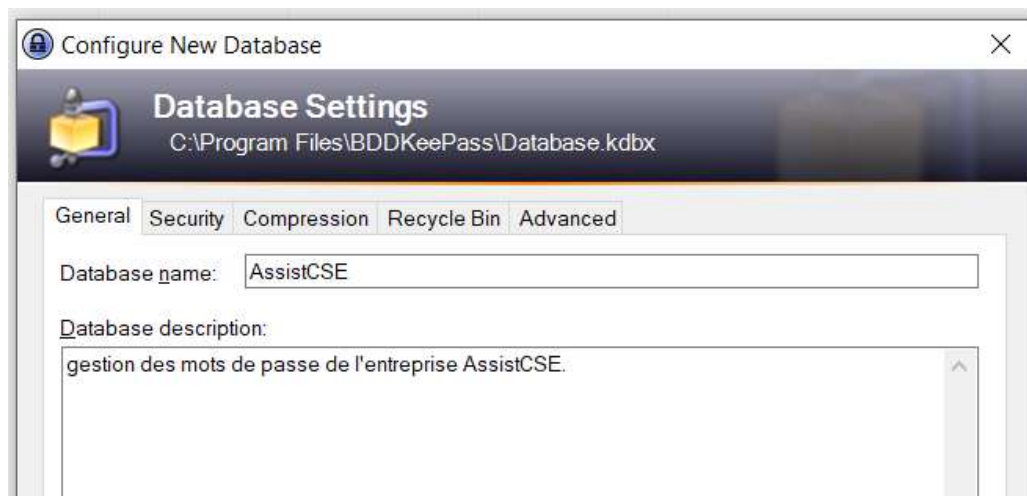 Configure New Database
Database Settings
C:\Program Files\BDDKeePass\Database.kdbx
General Security Compression Recycle Bin Advanced
Database name: AssistCSE
Database description:
gestion des mots de passe de l'entreprise AssistCSE.